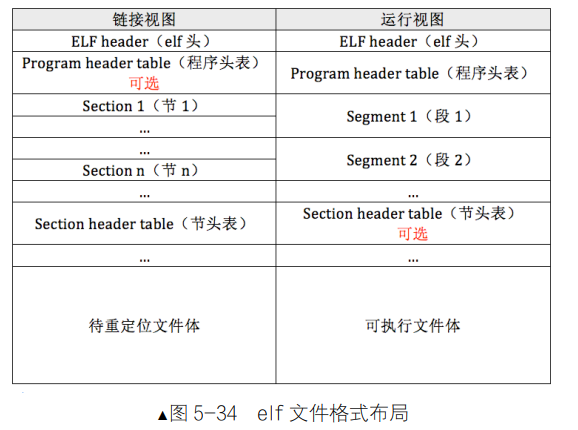 链接视图 运行视图
ELF header（elf 头） ELF header（elf 头）
Program header table（程序头表）
可选
Program header table（程序头表）
Section 1（节 1）
...
Segment 1（段 1）
...
Section n（节 n）
Segment 2（段 2）
... ...
Section header table（节头表）
Section header table（节头表）
可选
... ...
待重定位文件体 可执行文件体
▲图 5-34 elf 文件格式布局